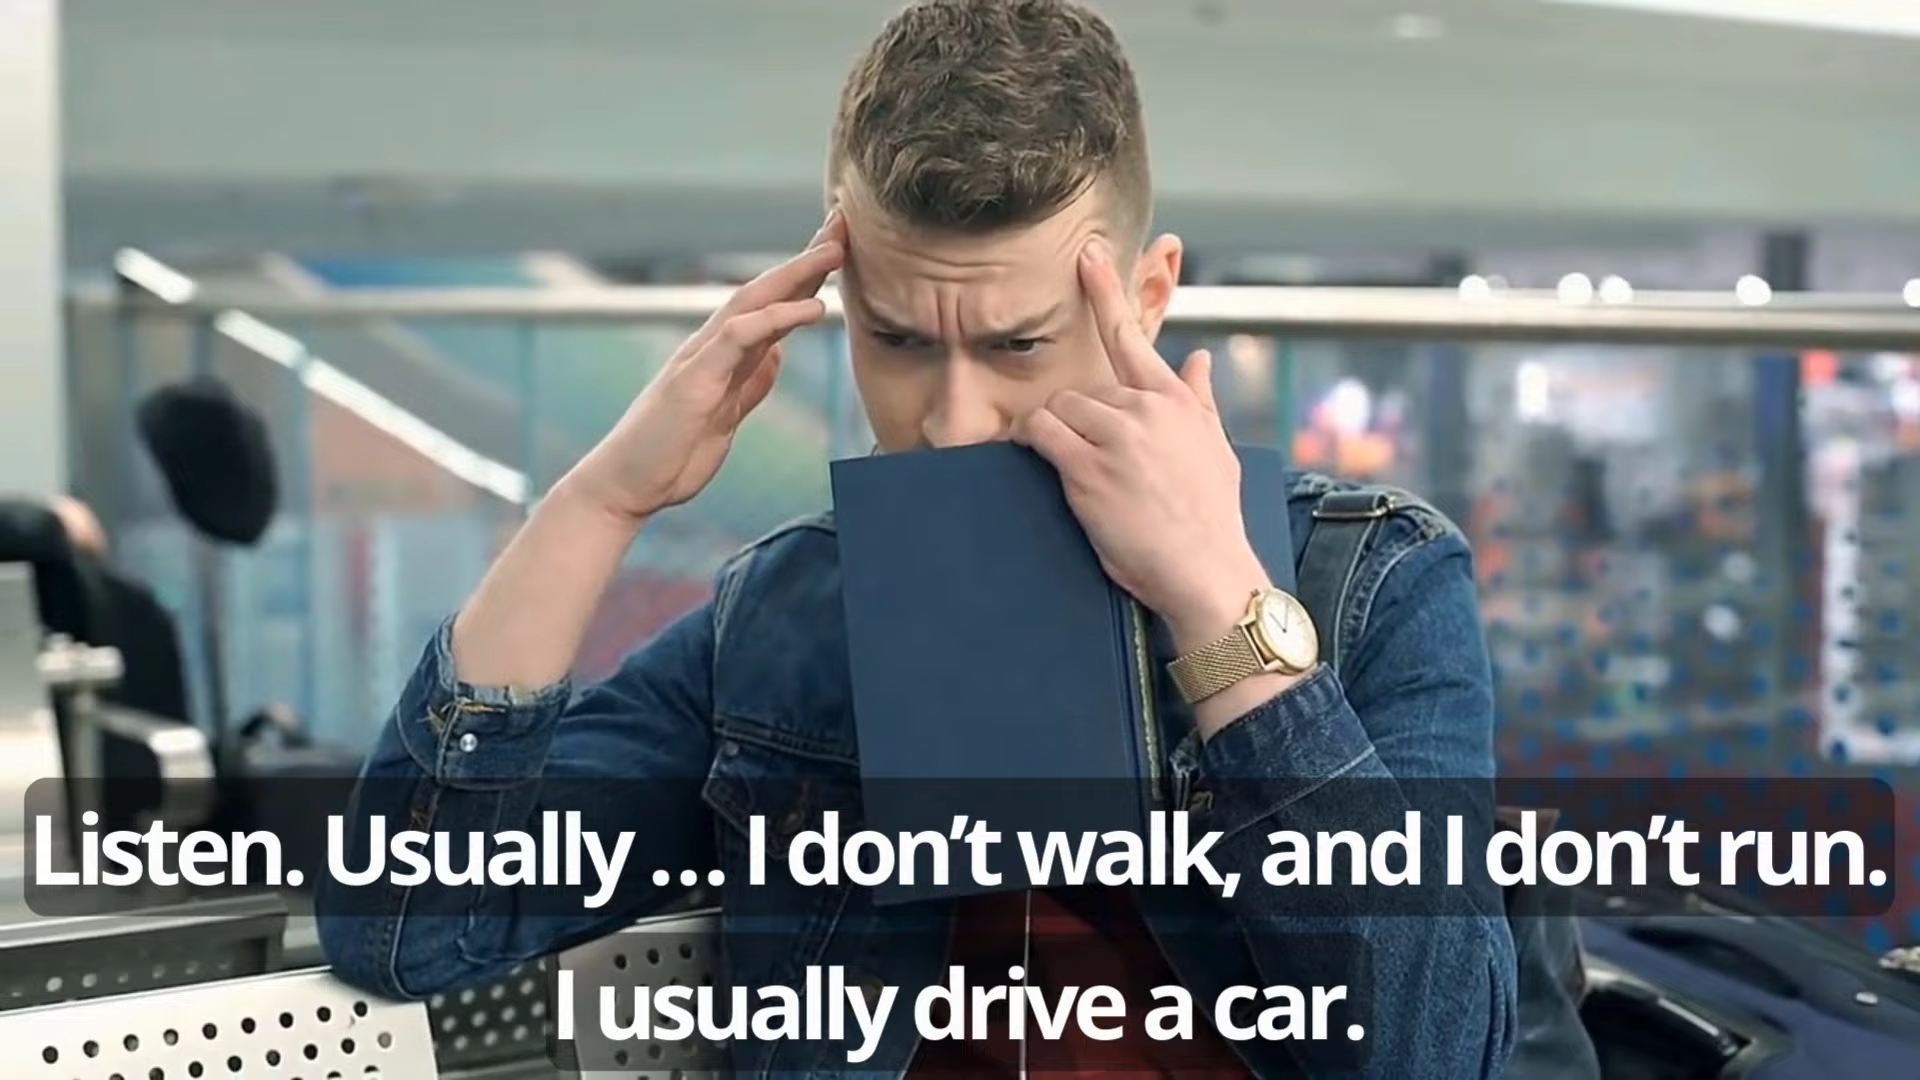 Listen. Usually … I don’t walk, and I don’t run.
I usually drive a car.